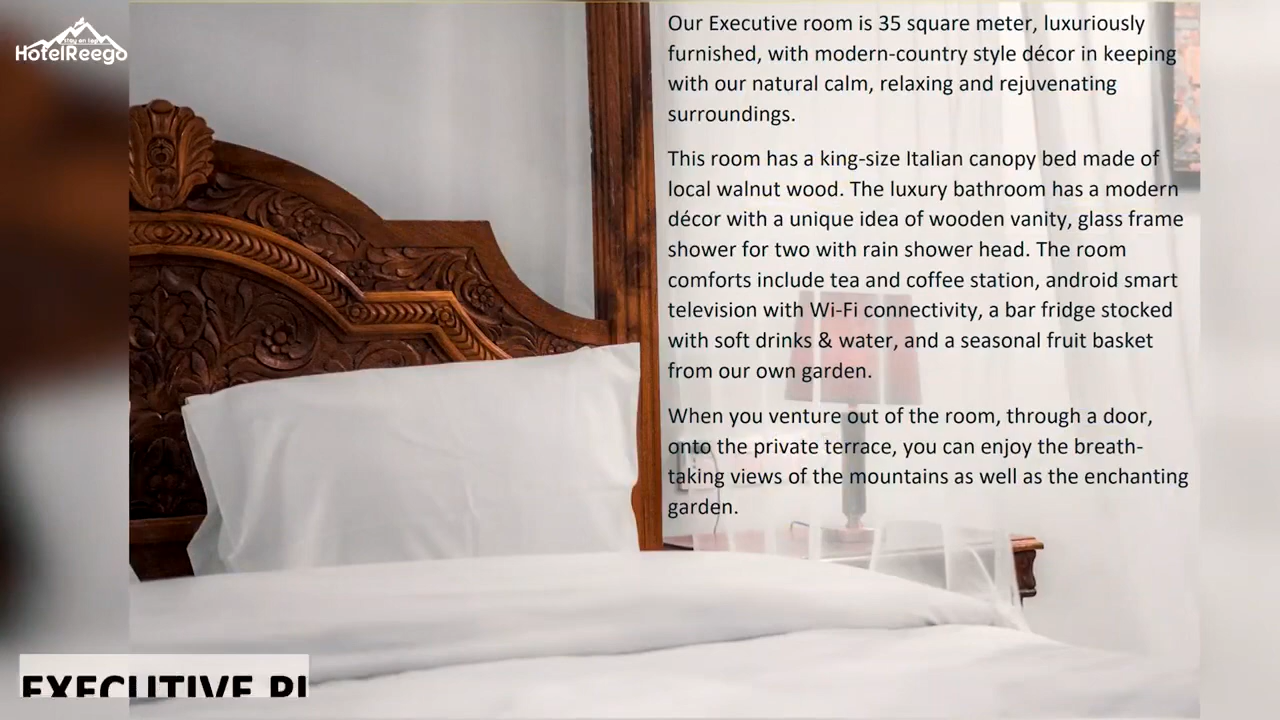 stay on top
HotelReego
Our Executive room is 35 square meter, luxuriously
furnished, with modern-country style décor in keeping
with our natural calm, relaxing and rejuvenating
surroundings.
This room has a king-size Italian canopy bed made of
local walnut wood. The luxury bathroom has a modern
décor with a unique idea of wooden vanity, glass frame
shower for two with rain shower head. The room
comforts include tea and coffee station, android smart
television with Wi-Fi connectivity, a bar fridge stocked
with soft drinks & water, and a seasonal fruit basket
from our own garden.
When you venture out of the room, through a door,
onto the private terrace, you can enjoy the breath-
taking views of the mountains as well as the enchanting
garden.
EXECUTIVE